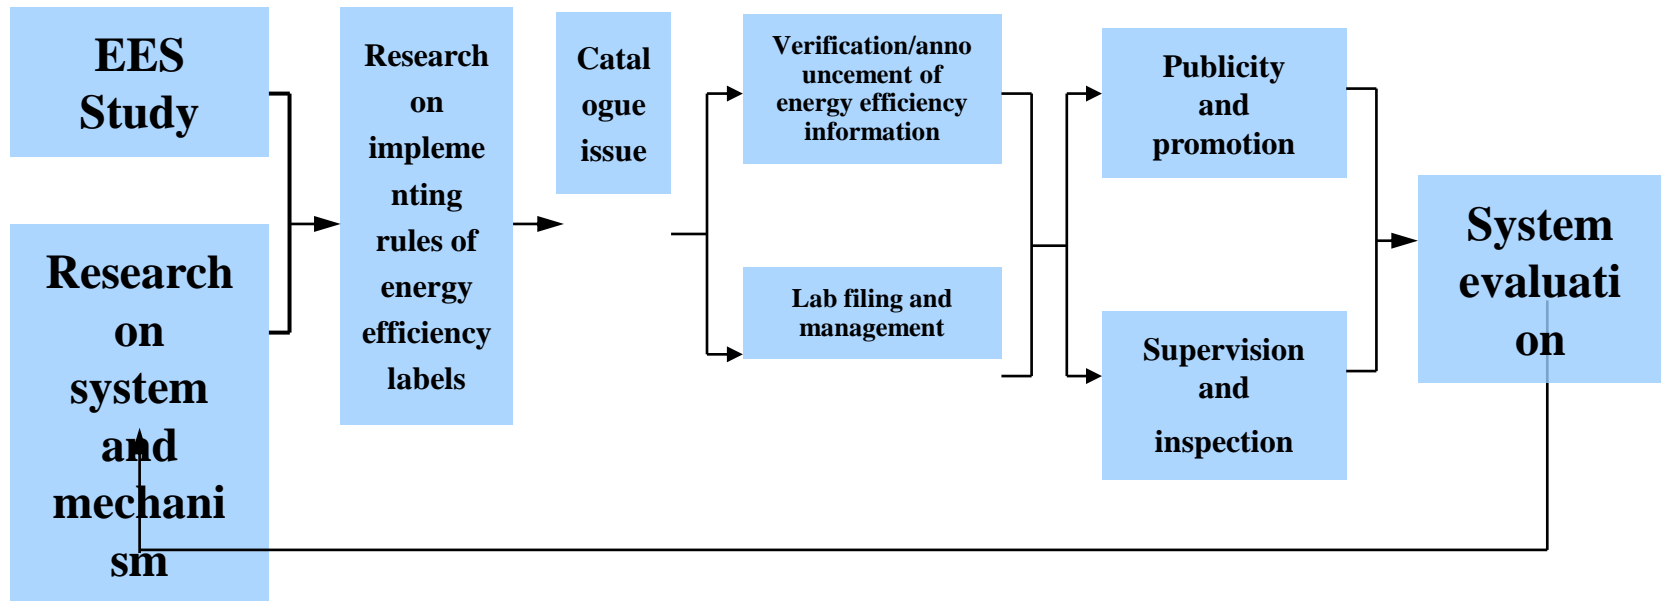 EES
Study
Research
on
system
and
mechani
sm
Research
on
impleme
nting
rules of
energy
efficiency
labels
Catal
ogue
issue
Verification/anno
uncement of
energy efficiency
information
Lab filing and
management
Publicity
and
promotion
Supervision
and
inspection
System
evaluati
on